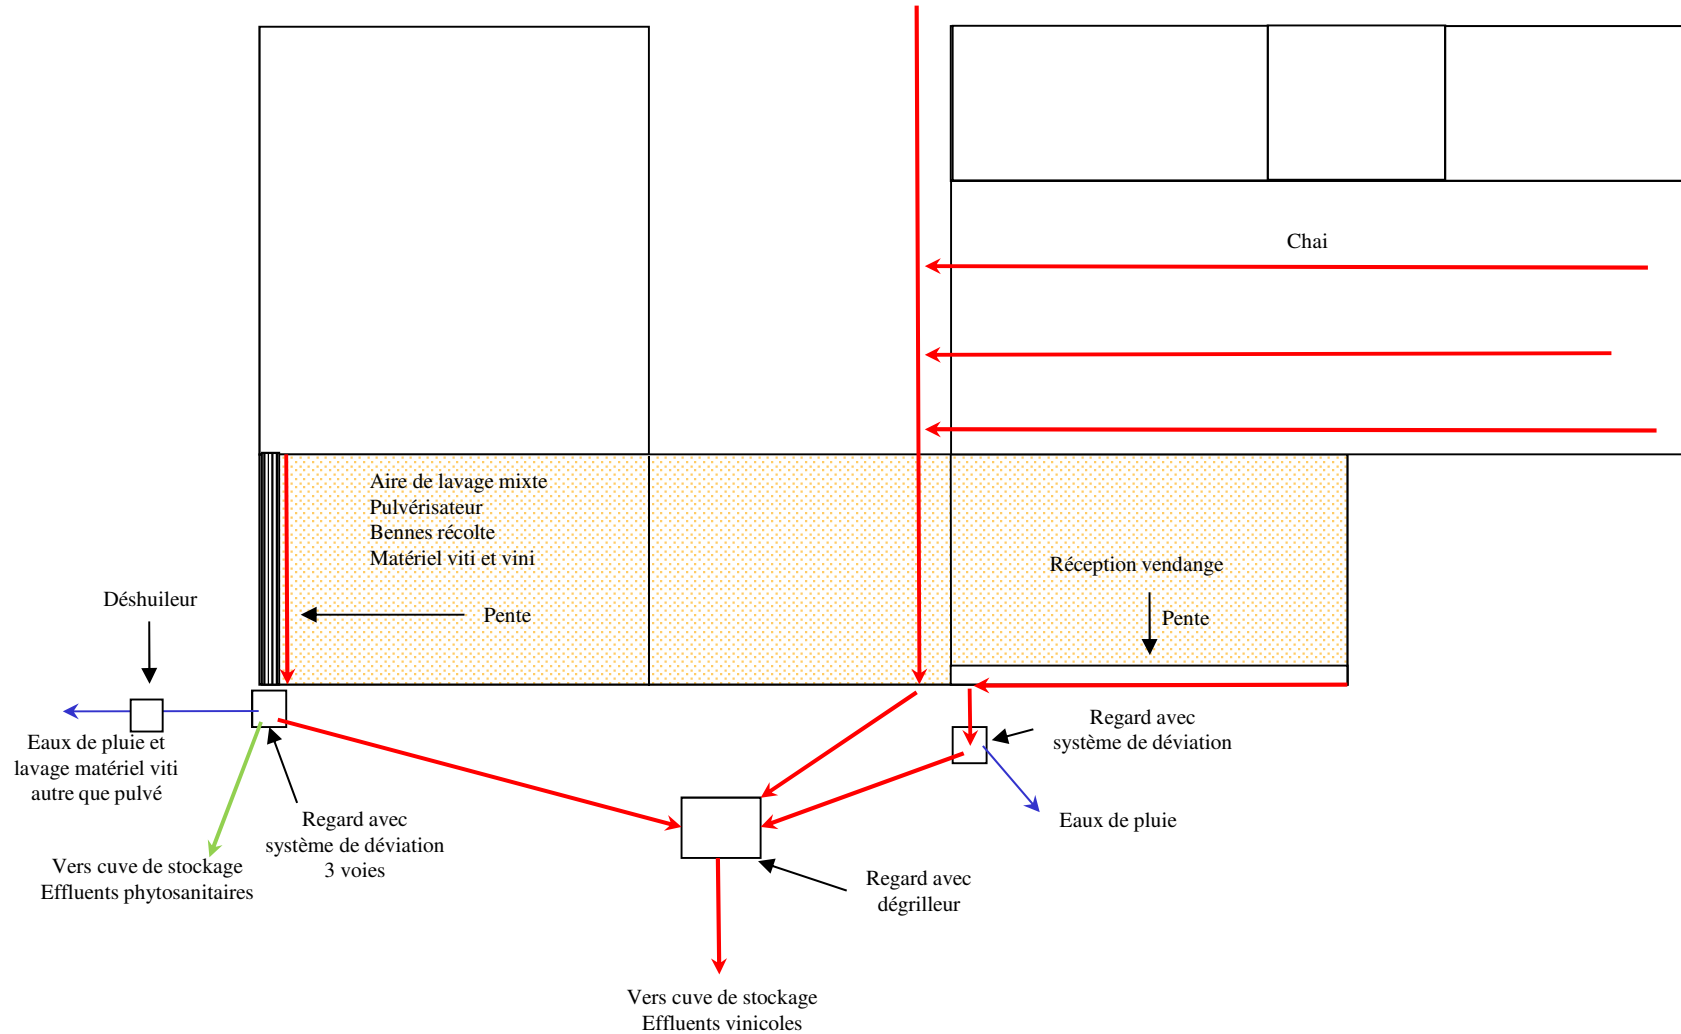 Chai
Aire de lavage mixte
Pulvérisateur
Bennes récolte
Matériel viti et vini
Réception vendange
Pente
Pente
Déshuileur
Eaux de pluie et
lavage matériel viti
autre que pulvé
Regard avec
système de déviation
3 voies
Vers cuve de stockage
Effluents phytosanitaires
Regard avec
système de déviation
Eaux de pluie
Regard avec
dégrilleur
Vers cuve de stockage
Effluents vinicoles